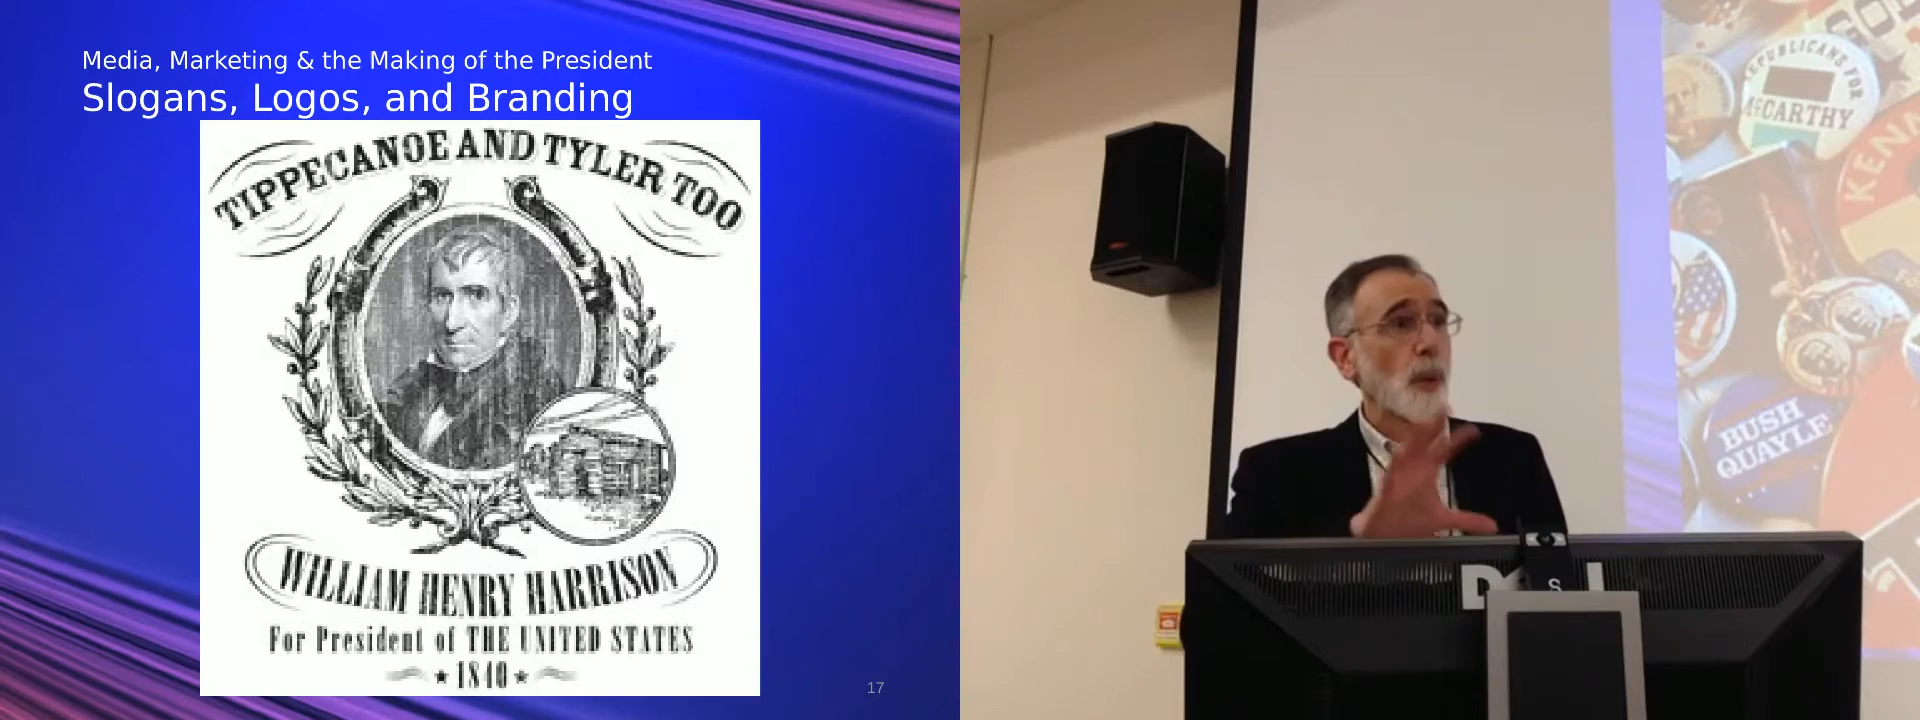 Media, Marketing & the Making of the President
Slogans, Logos, and Branding
TIPPECANOE AND TYLER TOO
WILLIAM HENRY HARRISON
For President of THE UNITED STATES
1840
17
REPUBLICANS FOR
McCARTHY
BUSH
QUAYLE
S